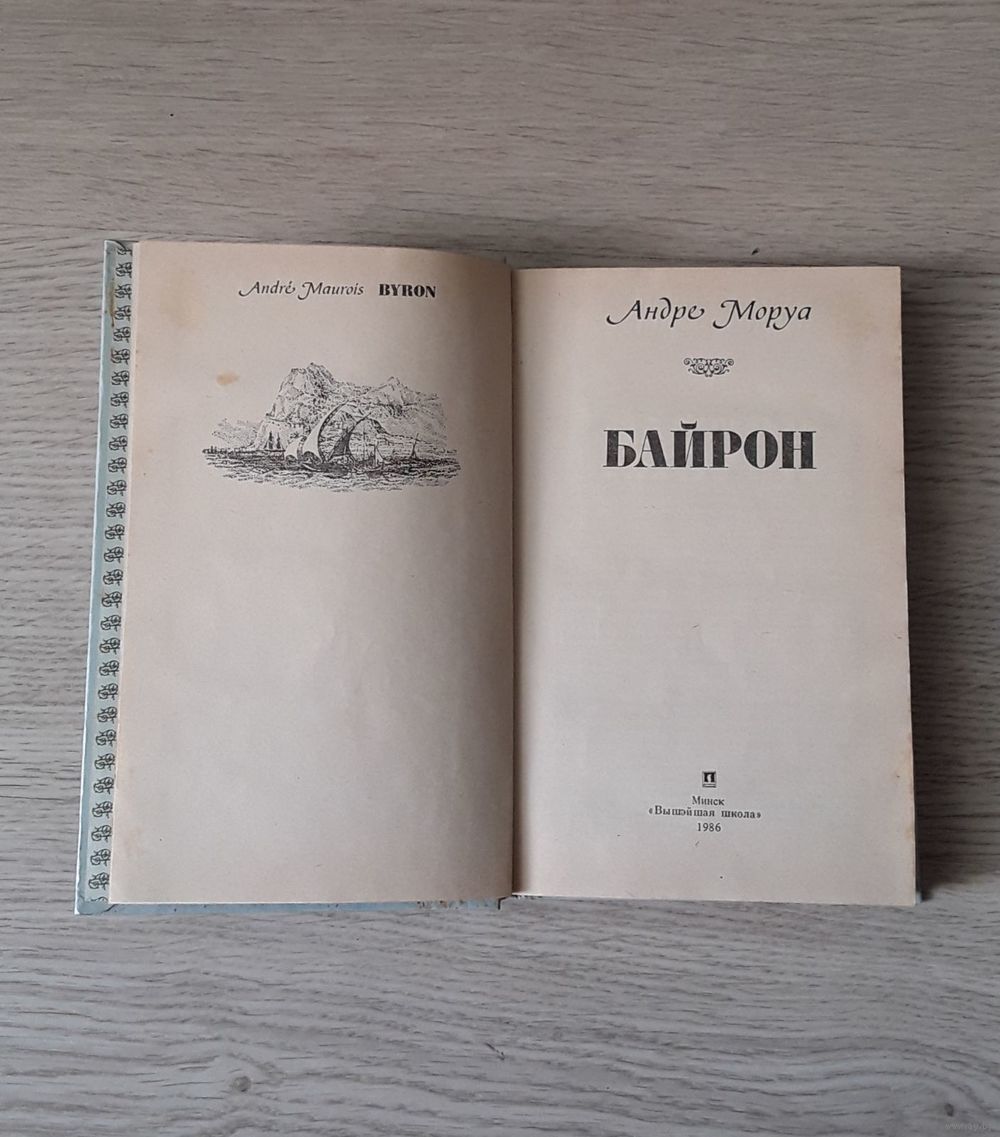 André Maurois BYRON
Андре Моруа
БАЙРОН
Минск
«Вышэйшая школа»
1986